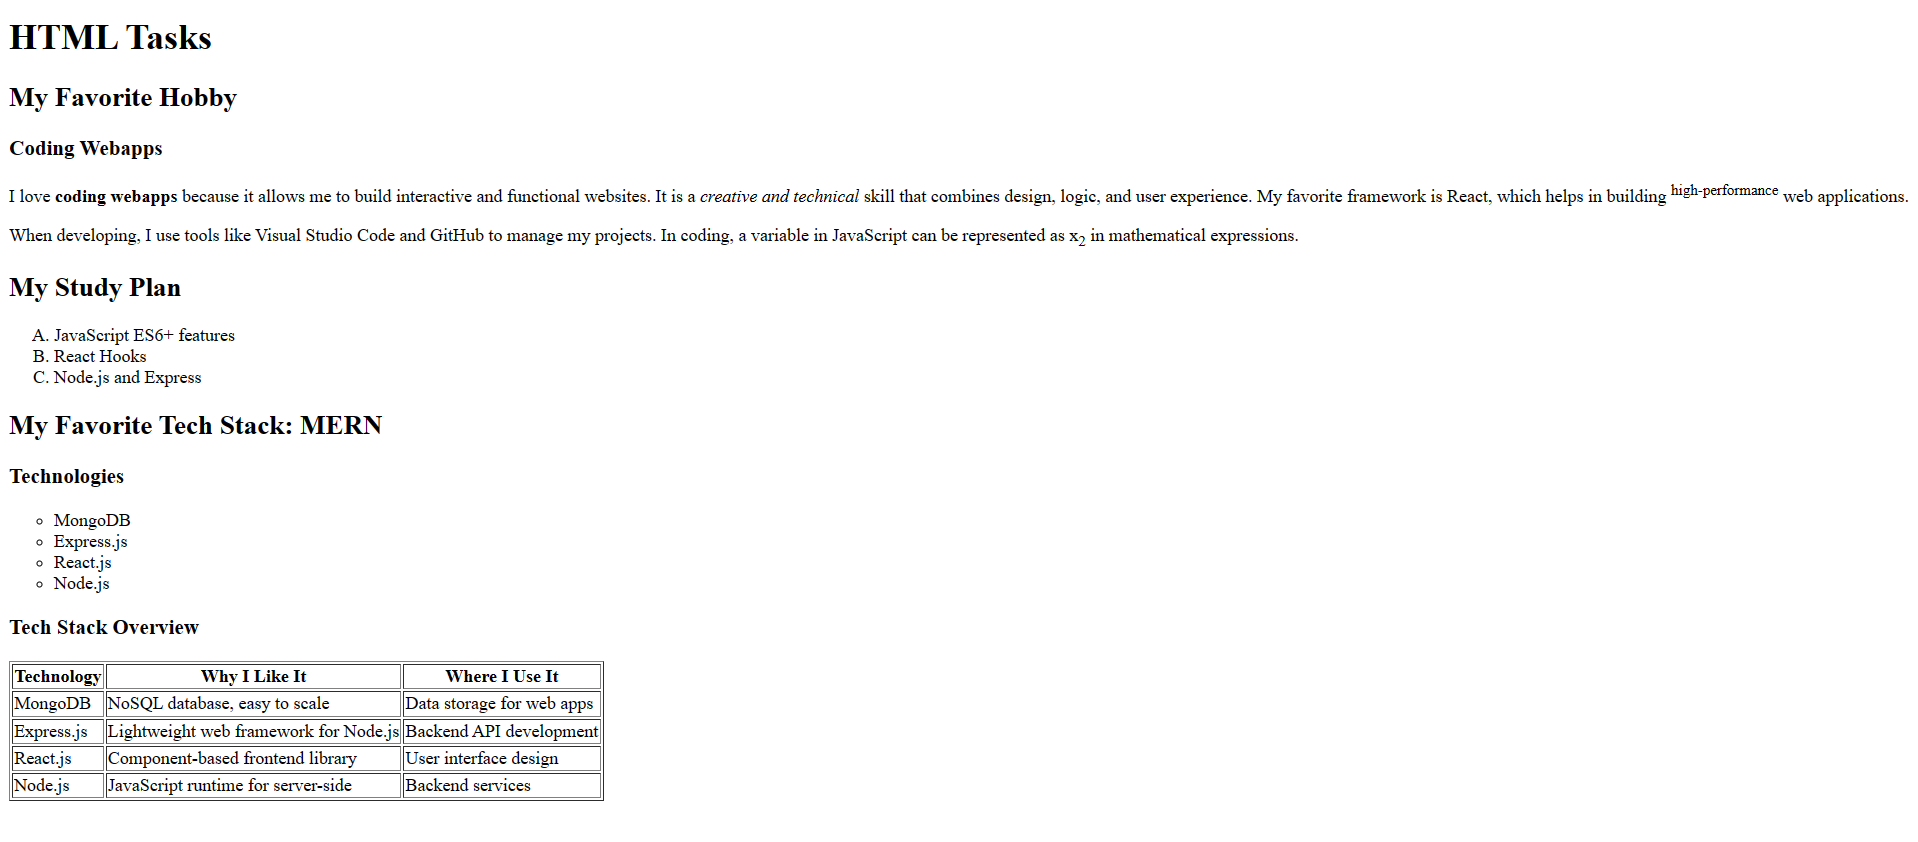 HTML Tasks
My Favorite Hobby
Coding Webapps
I love coding webapps because it allows me to build interactive and functional websites. It is a creative and technical skill that combines design, logic, and user experience. My favorite framework is React, which helps in building high-performance web applications.
When developing, I use tools like Visual Studio Code and GitHub to manage my projects. In coding, a variable in JavaScript can be represented as x2 in mathematical expressions.
My Study Plan
A. JavaScript ES6+ features
B. React Hooks
C. Node.js and Express
My Favorite Tech Stack: MERN
Technologies
MongoDB
Express.js
React.js
Node.js
Tech Stack Overview
Technology Why I Like It Where I Use It
MongoDB NoSQL database, easy to scale Data storage for web apps
Express.js Lightweight web framework for Node.js Backend API development
React.js Component-based frontend library User interface design
Node.js JavaScript runtime for server-side Backend services